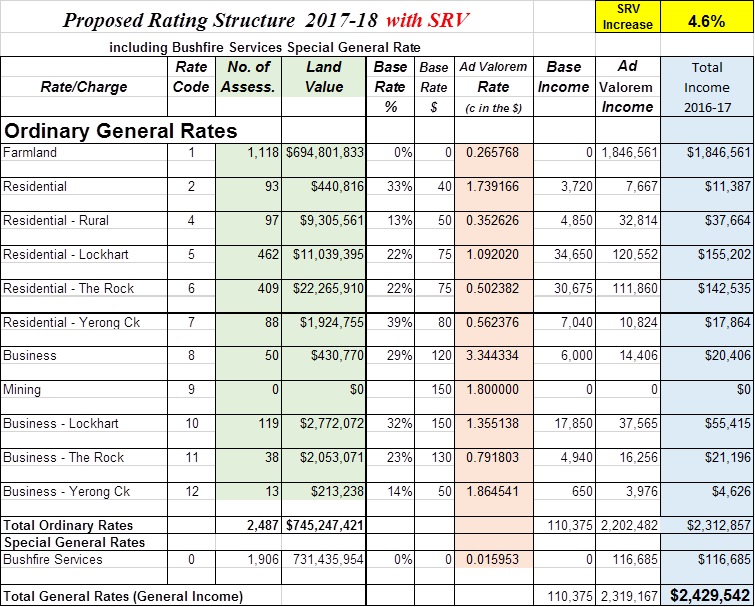 Proposed Rating Structure 2017-18 with SRV
SRV Increase 4.6%
including Bushfire Services Special General Rate
Rate/Charge Rate Code No. of Assess. Land Value Base Rate % Base Rate $ Ad Valorem Rate (c in the $) Base Income Ad Valorem Income Total Income 2016-17
Ordinary General Rates
Farmland 1 1,118 $694,801,833 0% 0 0.265768 0 1,846,561 $1,846,561
Residential 2 93 $440,816 33% 40 1.739166 3,720 7,667 $11,387
Residential - Rural 4 97 $9,305,561 13% 50 0.352626 4,850 32,814 $37,664
Residential - Lockhart 5 462 $11,039,395 22% 75 1.092020 34,650 120,552 $155,202
Residential - The Rock 6 409 $22,265,910 22% 75 0.502382 30,675 111,860 $142,535
Residential - Yerong Ck 7 88 $1,924,755 39% 80 0.562376 7,040 10,824 $17,864
Business 8 50 $430,770 29% 120 3.344334 6,000 14,406 $20,406
Mining 9 0 $0 150 1.800000 0 0 $0
Business - Lockhart 10 119 $2,772,072 32% 150 1.355138 17,850 37,565 $55,415
Business - The Rock 11 38 $2,053,071 23% 130 0.791803 4,940 16,256 $21,196
Business - Yerong Ck 12 13 $213,238 14% 50 1.864541 650 3,976 $4,626
Total Ordinary Rates 2,487 $745,247,421 110,375 2,202,482 $2,312,857
Special General Rates
Bushfire Services 0 1,906 731,435,954 0% 0 0.015953 0 116,685 $116,685
Total General Rates (General Income) 110,375 2,319,167 $2,429,542